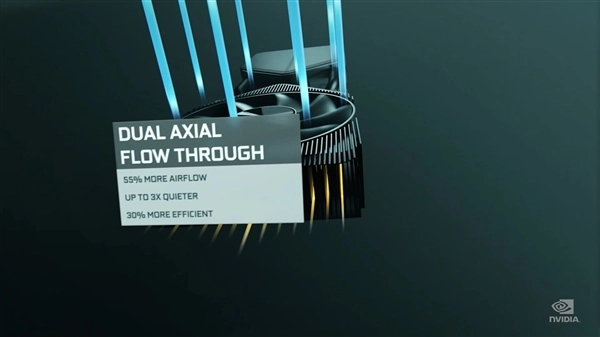 DUAL AXIAL
FLOW THROUGH
55% MORE AIRFLOW
UP TO 3X QUIETER
30% MORE EFFICIENT
NVIDIA.